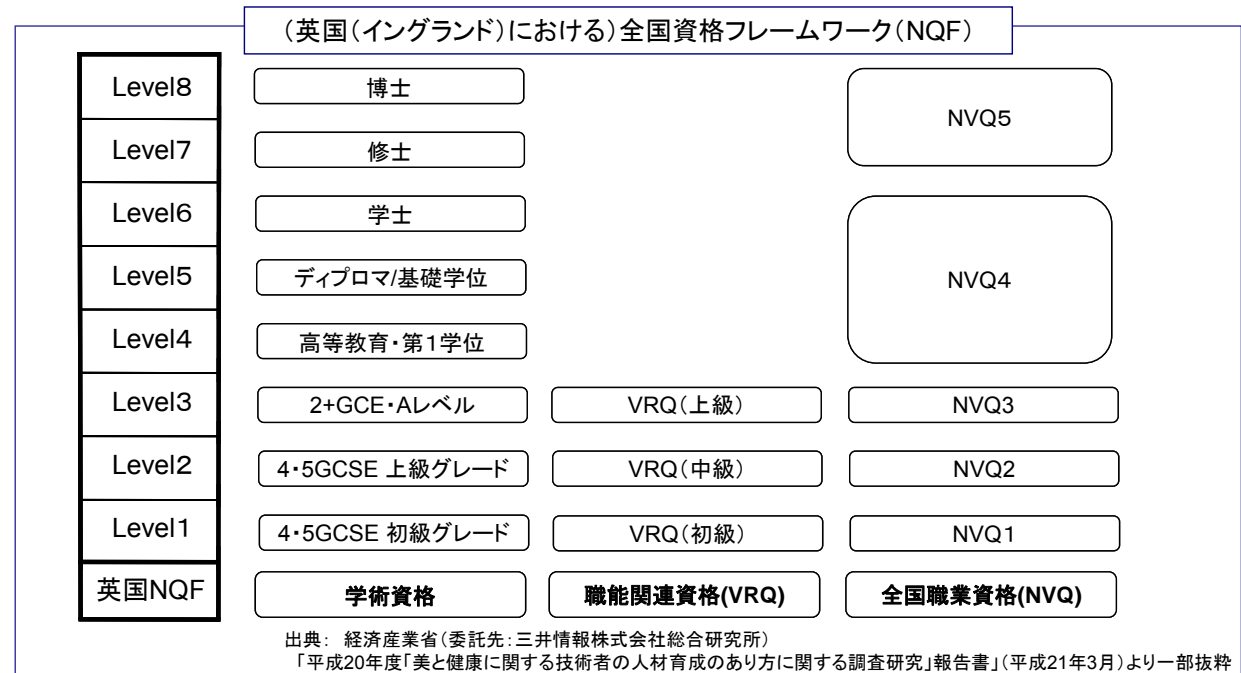 （英国（イングランド）における）全国資格フレームワーク（NQF）
Level8 博士 NVQ5
Level7 修士
Level6 学士
Level5 ディプロマ/基礎学位 NVQ4
Level4 高等教育・第1学位
Level3 2+GCE・Aレベル VRQ（上級） NVQ3
Level2 4・5GCSE 上級グレード VRQ（中級） NVQ2
Level1 4・5GCSE 初級グレード VRQ（初級） NVQ1
英国NQF 学術資格 職能関連資格(VRQ) 全国職業資格(NVQ)
出典： 経済産業省（委託先：三井情報株式会社総合研究所）
「平成20年度「美と健康に関する技術者の人材育成のあり方に関する調査研究」報告書」（平成21年3月）より一部抜粋